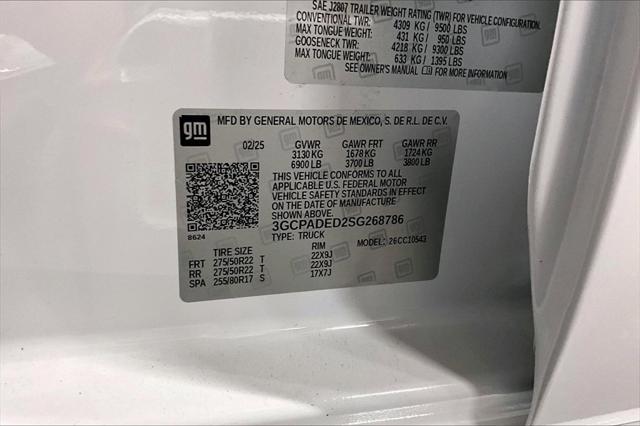 SAE J2807 TRAILER WEIGHT RATING (TWR) FOR VEHICLE CONFIGURATION.
CONVENTIONAL TWR: 4309 KG / 9500 LBS
MAX TONGUE WEIGHT: 431 KG / 950 LBS
GOOSENECK TWR: 4218 KG / 9300 LBS
MAX TONGUE WEIGHT: 633 KG / 1395 LBS
SEE OWNER'S MANUAL FOR MORE INFORMATION
gm
MFD BY GENERAL MOTORS DE MEXICO, S. DE R.L. DE C.V.
02/25 GVWR GAWR FRT GAWR RR
3130 KG 1678 KG 1724 KG
6900 LB 3700 LB 3800 LB
THIS VEHICLE CONFORMS TO ALL
APPLICABLE U.S. FEDERAL MOTOR
VEHICLE SAFETY STANDARDS IN EFFECT
ON THE DATE OF MANUFACTURE
SHOWN ABOVE.
3GCPADED2SG268786
8624
TYPE: TRUCK MODEL: 26CC10543
TIRE SIZE RIM
FRT 275/50R22 T 22X9J
RR 275/50R22 T 22X9J
SPA 255/80R17 S 17X7J